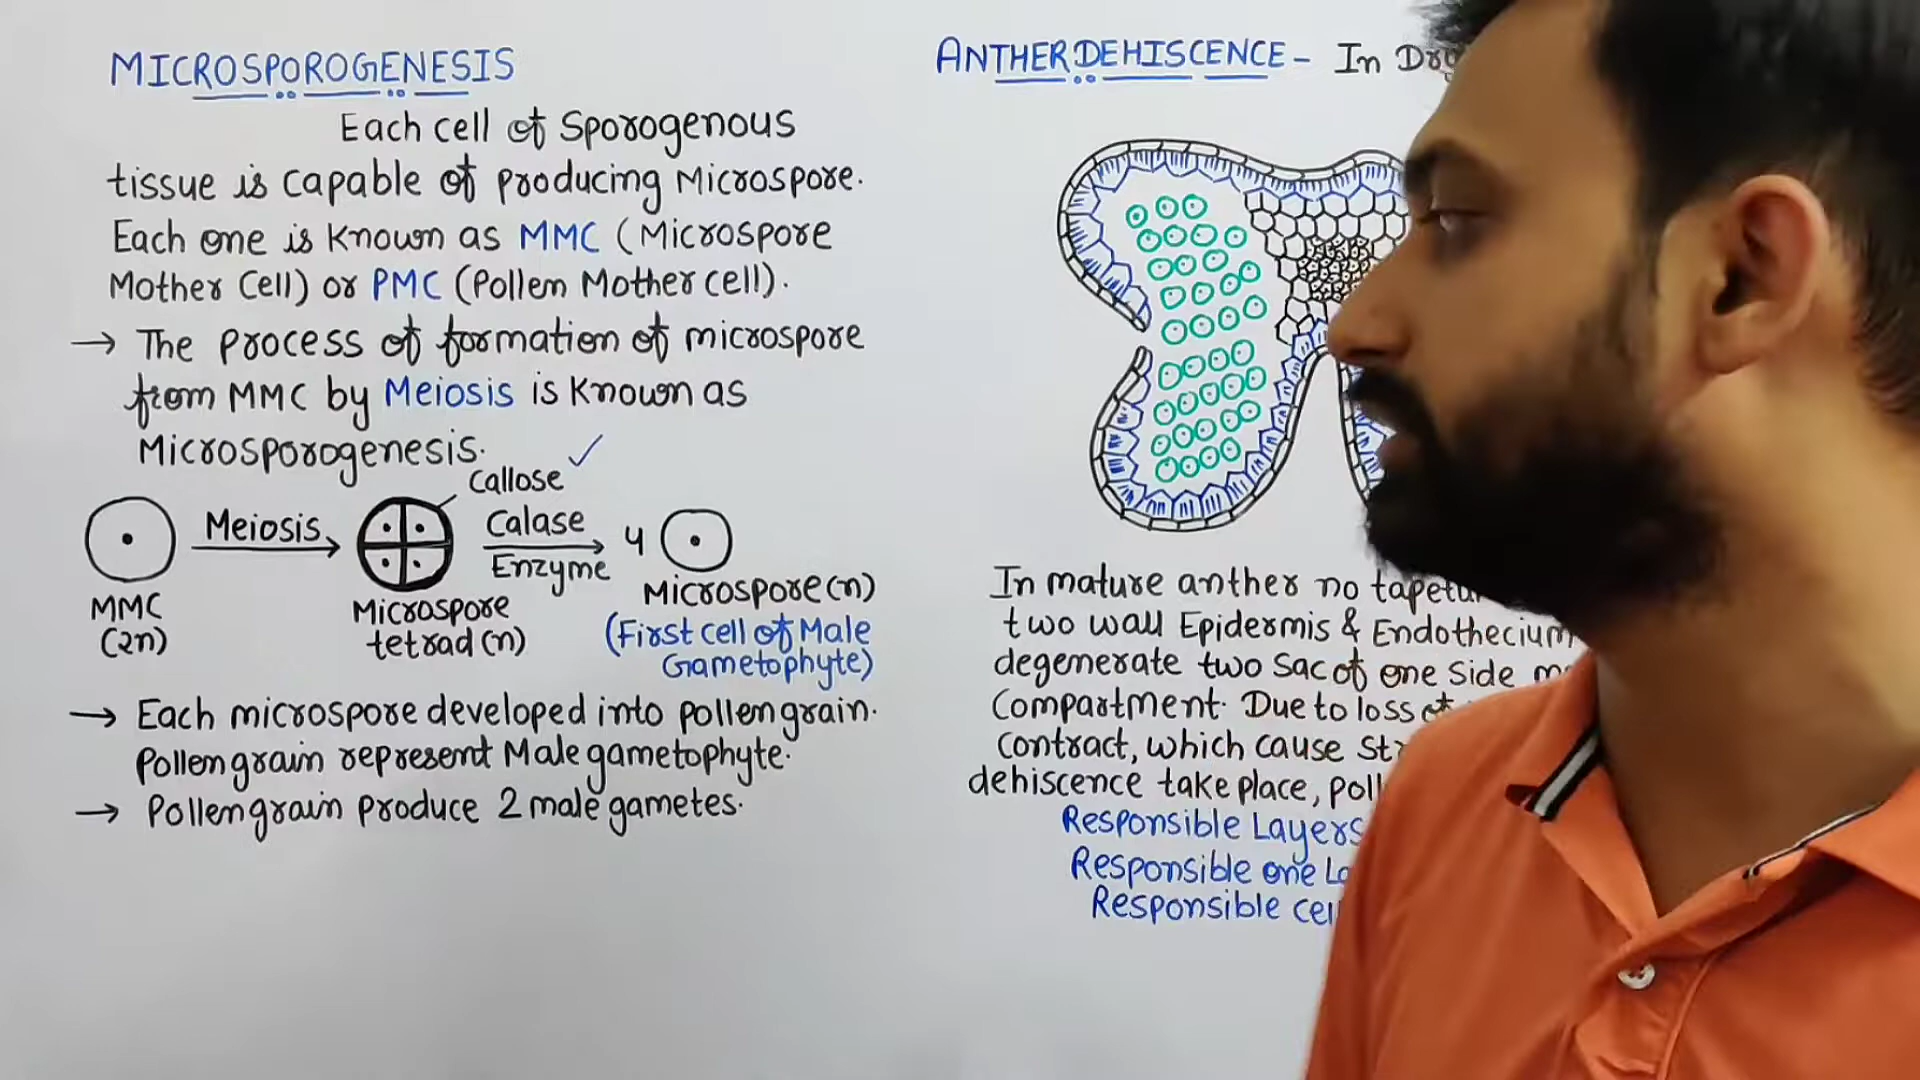 MICROSPOROGENESIS
Each cell of Sporogenous
tissue is capable of producing Microspore.
Each one is known as MMC (Microspore
Mother Cell) or PMC (Pollen Mother cell).
→ The process of formation of microspore
from MMC by Meiosis is known as
Microsporogenesis.
Callose ✓
Meiosis
Calase
Enzyme
4
MMC
(2n)
Microspore
tetrad (n)
Microspore (n)
(First cell of Male
Gametophyte)
→ Each microspore developed into pollengrain.
Pollengrain represent Male gametophyte.
→ Pollengrain produce 2 male gametes.
ANTHER DEHISCENCE - In
In mature anther no
two wall Epidermis & Endothecium
degenerate two Sac of one Side
Compartment. Due to loss of
contract, which cause
dehiscence take place,
Responsible Layers
Responsible one
Responsible